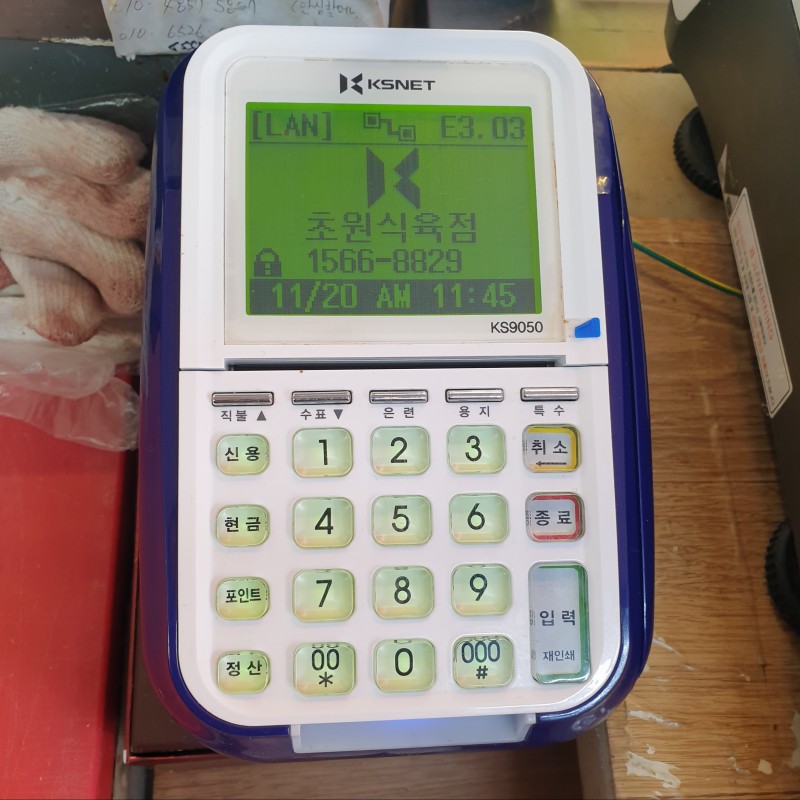 KSNET
[LAN] E3.03
초원식육점
1566-8829
11/20 AM 11:45
KS9050
직불▲ 수표▼ 은련 용지 특수
신용 1 2 3 취소
현금 4 5 6 종료
포인트 7 8 9 입력
재인쇄
정산 00 * 0 000 #